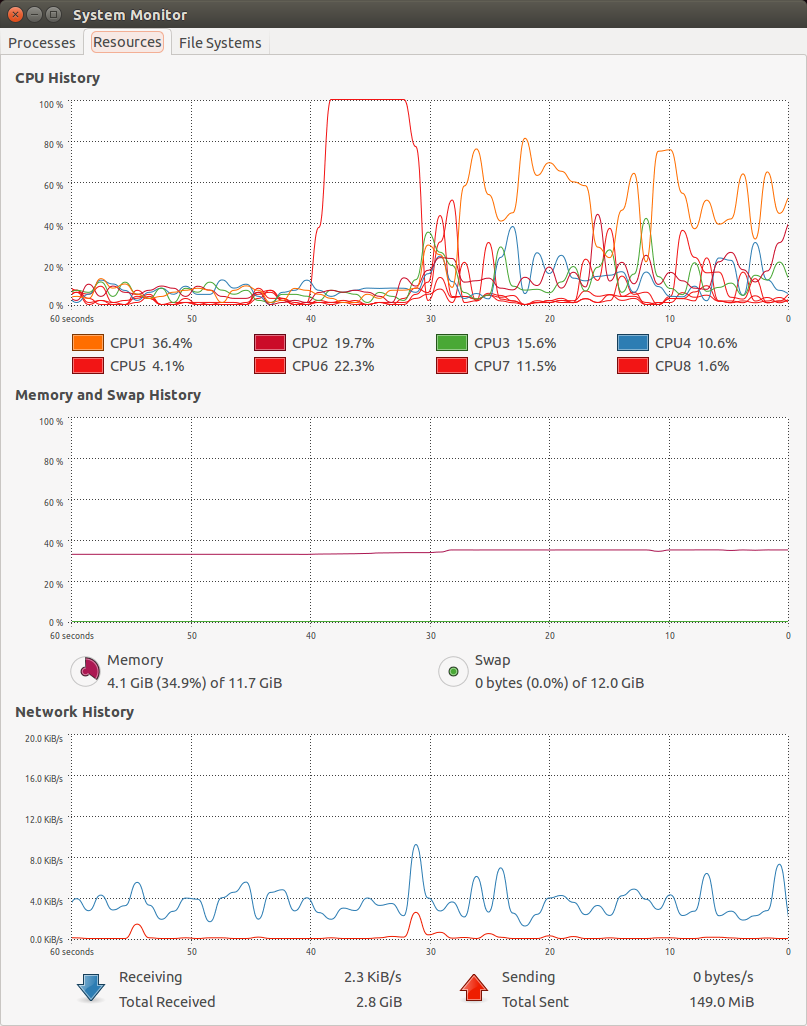 System Monitor
Processes Resources File Systems
CPU History
100 %
80 %
60 %
40 %
20 %
0 %
60 seconds 50 40 30 20 10 0
CPU1 36.4% CPU2 19.7% CPU3 15.6% CPU4 10.6%
CPU5 4.1% CPU6 22.3% CPU7 11.5% CPU8 1.6%
Memory and Swap History
100 %
80 %
60 %
40 %
20 %
0 %
60 seconds 50 40 30 20 10 0
Memory Swap
4.1 GiB (34.9%) of 11.7 GiB 0 bytes (0.0%) of 12.0 GiB
Network History
20.0 KiB/s
16.0 KiB/s
12.0 KiB/s
8.0 KiB/s
4.0 KiB/s
0.0 KiB/s
60 seconds 50 40 30 20 10 0
Receiving 2.3 KiB/s Sending 0 bytes/s
Total Received 2.8 GiB Total Sent 149.0 MiB